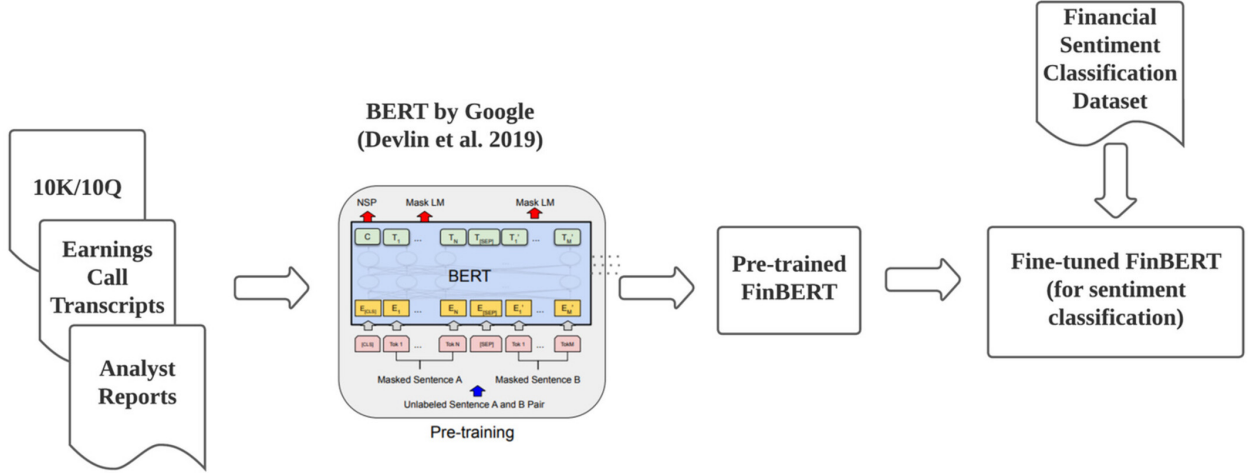 Financial
Sentiment
Classification
Dataset
BERT by Google
(Devlin et al. 2019)
10K/10Q
Earnings
Call
Transcripts
Analyst
Reports
NSP Mask LM Mask LM
C T1 ... TN T[SEP] T1' ... TM'
BERT
E[CLS] E1 ... EN E[SEP] E1' ... EM'
[CLS] Tok 1 ... Tok N [SEP] Tok 1 ... TokM
Masked Sentence A Masked Sentence B
Unlabeled Sentence A and B Pair
Pre-training
Pre-trained
FinBERT
Fine-tuned FinBERT
(for sentiment
classification)